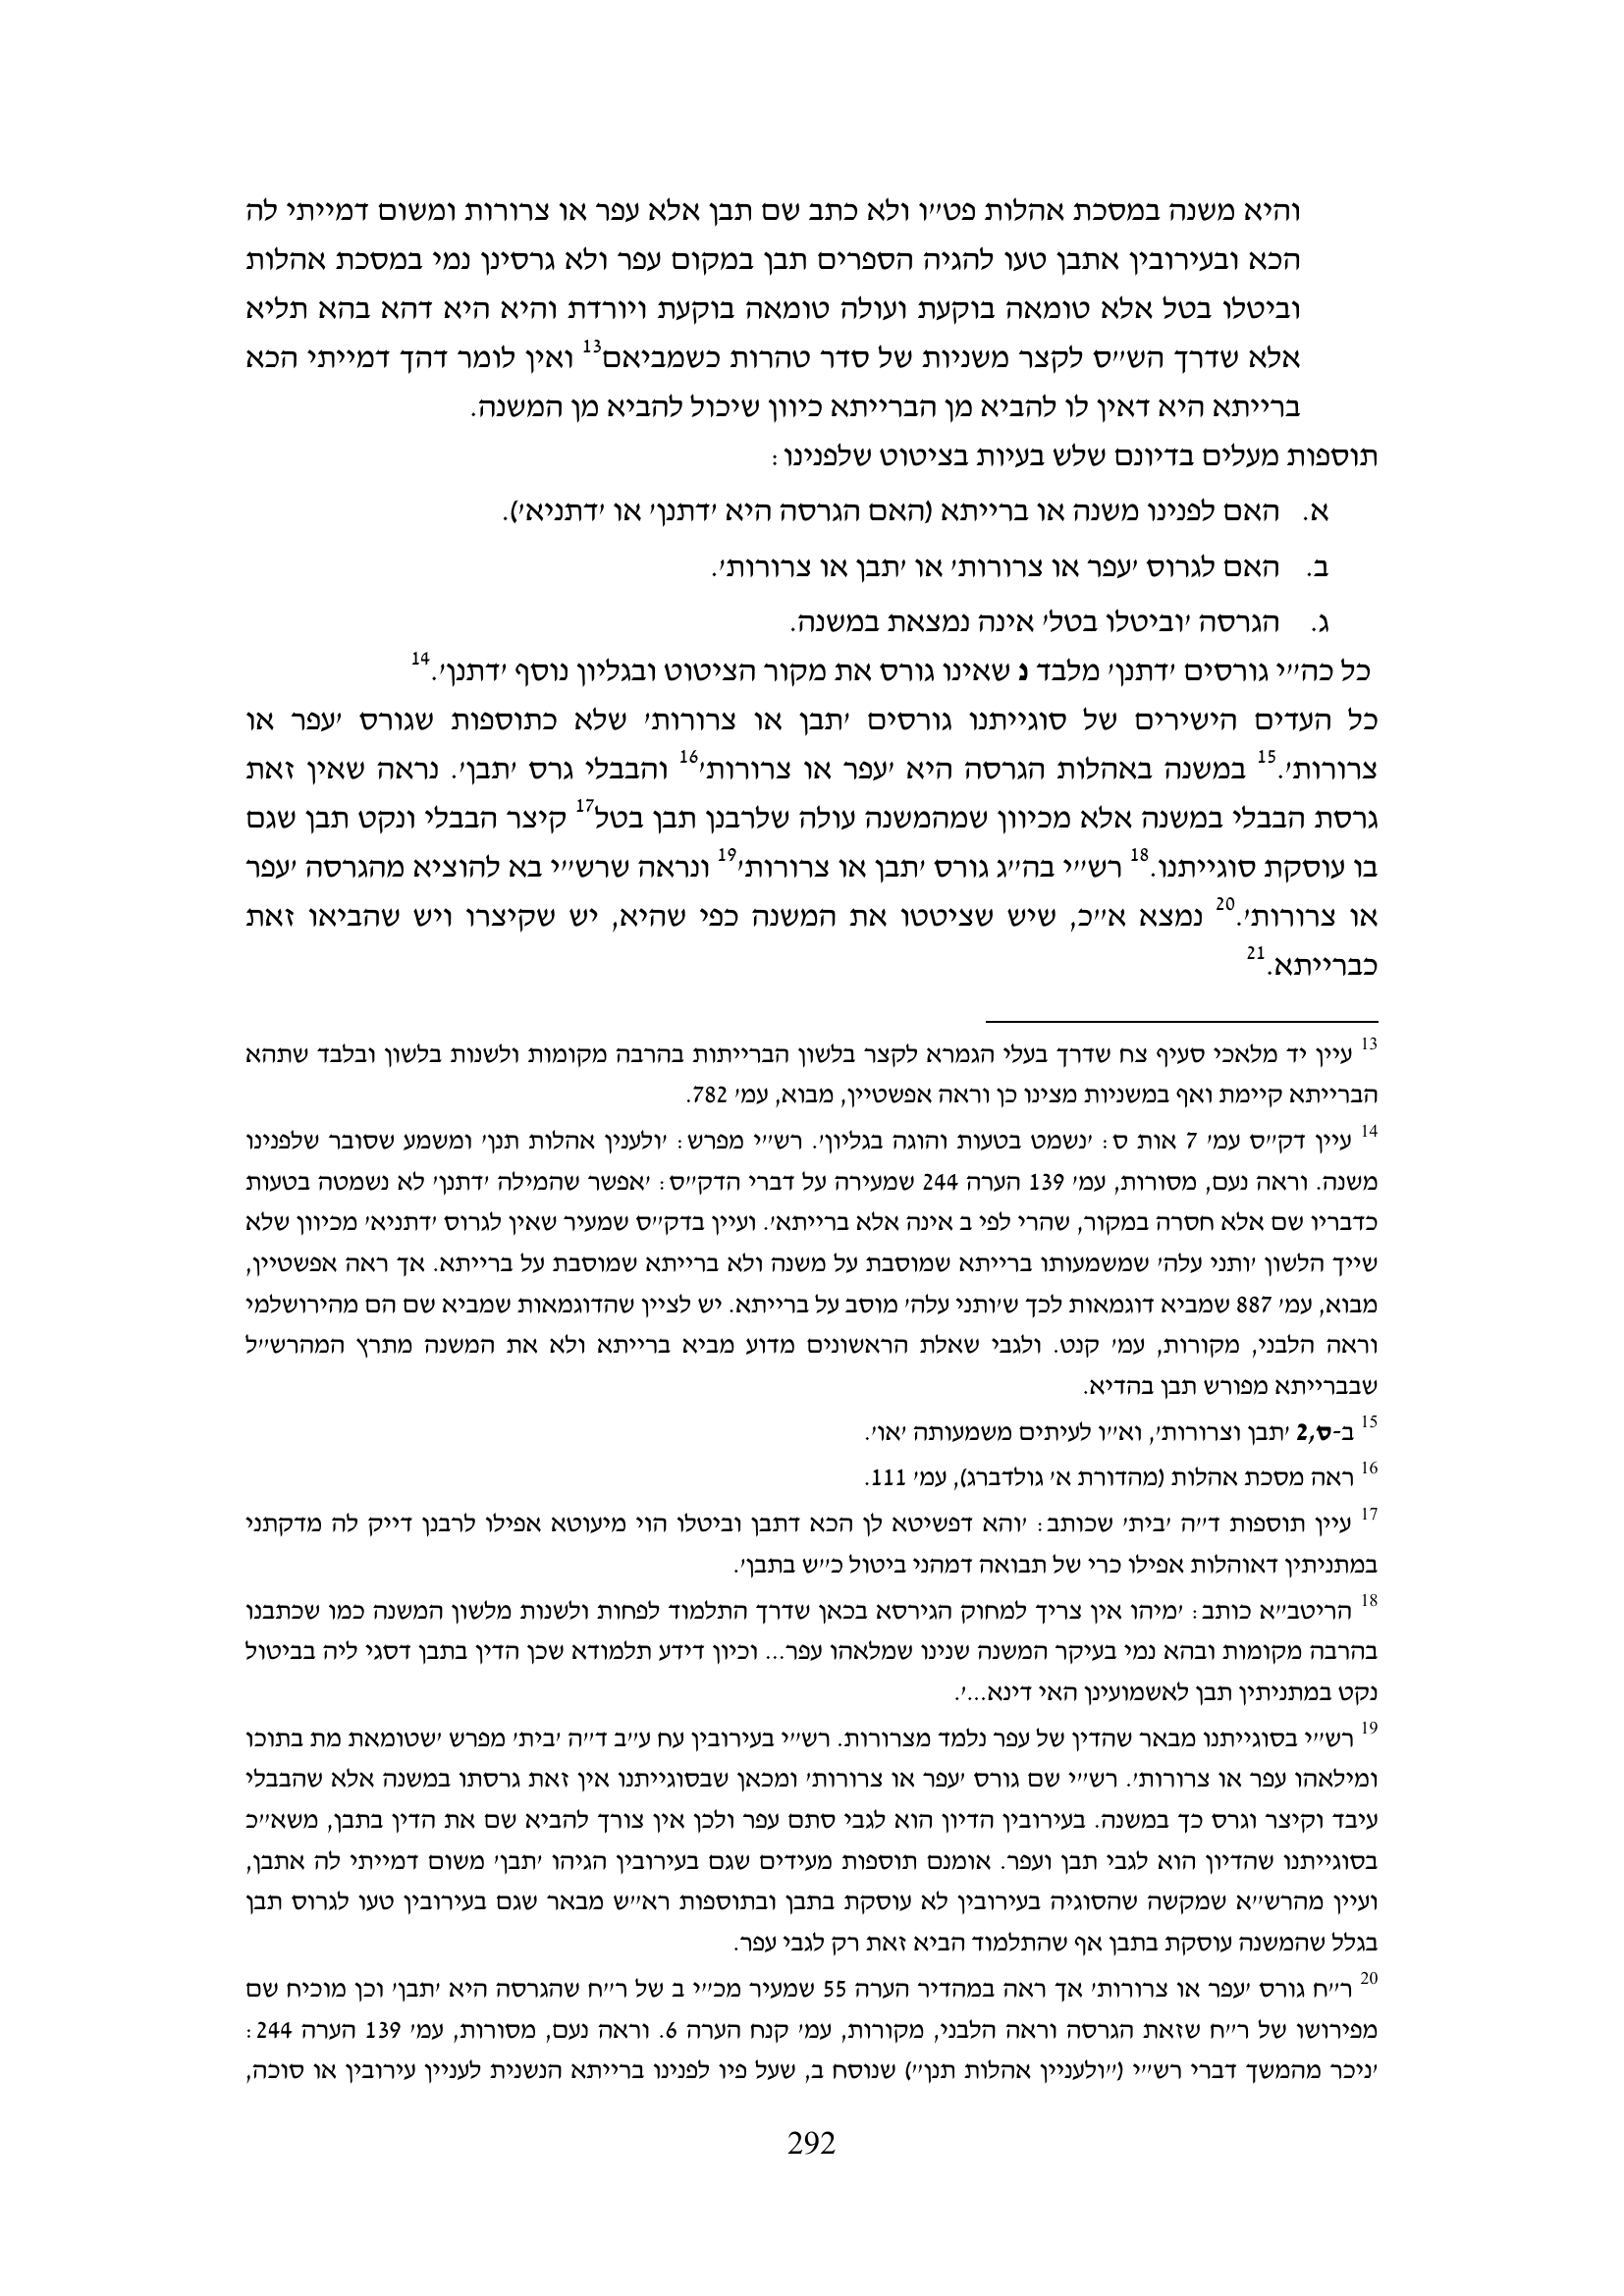 והיא משנה במסכת אהלות פט״ו ולא כתב שם תבן אלא עפר או צרורות ומשום דמייתי לה
הכא ובעירובין אתבן טעו להגיה הספרים תבן במקום עפר ולא גרסינן נמי במסכת אהלות
וביטלו בטל אלא טומאה בוקעת ועולה טומאה בוקעת ויורדת והיא היא דהא בהא תליא
אלא שדרך הש״ס לקצר משניות של סדר טהרות כשמביאם13 ואין לומר דהך דמייתי הכא
ברייתא היא דאין לו להביא מן הברייתא כיוון שיכול להביא מן המשנה.
תוספות מעלים בדיונם שלש בעיות בציטוט שלפנינו:
א. האם לפנינו משנה או ברייתא (האם הגרסה היא ׳דתנן׳ או ׳דתניא׳).
ב. האם לגרוס ׳עפר או צרורות׳ או ׳תבן או צרורות׳.
ג. הגרסה ׳וביטלו בטל׳ אינה נמצאת במשנה.
כל כה״י גורסים ׳דתנן׳ מלבד נ שאינו גורס את מקור הציטוט ובגליון נוסף ׳דתנן׳.14
כל העדים הישירים של סוגייתנו גורסים ׳תבן או צרורות׳ שלא כתוספות שגורס ׳עפר או
צרורות׳.15 במשנה באהלות הגרסה היא ׳עפר או צרורות׳16 והבבלי גרס ׳תבן׳. נראה שאין זאת
גרסת הבבלי במשנה אלא מכיוון שמהמשנה עולה שלרבנן תבן בטל17 קיצר הבבלי ונקט תבן שגם
בו עוסקת סוגייתנו.18 רש״י בה״ג גורס ׳תבן או צרורות׳19 ונראה שרש״י בא להוציא מהגרסה ׳עפר
או צרורות׳.20 נמצא א״כ, שיש שציטטו את המשנה כפי שהיא, יש שקיצרו ויש שהביאו זאת
כברייתא.21
13 עיין יד מלאכי סעיף צח שדרך בעלי הגמרא לקצר בלשון הברייתות בהרבה מקומות ולשנות בלשון ובלבד שתהא
הברייתא קיימת ואף במשניות מצינו כן וראה אפשטיין, מבוא, עמ׳ 782.
14 עיין דק״ס עמ׳ 7 אות ס: ׳נשמט בטעות והוגה בגליון׳. רש״י מפרש: ׳ולענין אהלות תנן׳ ומשמע שסובר שלפנינו
משנה. וראה נעם, מסורות, עמ׳ 139 הערה 244 שמעירה על דברי הדק״ס: ׳אפשר שהמילה ׳דתנן׳ לא נשמטה בטעות
כדבריו שם אלא חסרה במקור, שהרי לפי ב אינה אלא ברייתא׳. ועיין בדק״ס שמעיר שאין לגרוס ׳דתניא׳ מכיוון שלא
שייך הלשון ׳ותני עלה׳ שמשמעותו ברייתא שמוסבת על משנה ולא ברייתא שמוסבת על ברייתא. אך ראה אפשטיין,
מבוא, עמ׳ 887 שמביא דוגמאות לכך ש׳ותני עלה׳ מוסב על ברייתא. יש לציין שהדוגמאות שמביא שם הם מהירושלמי
וראה הלבני, מקורות, עמ׳ קנט. ולגבי שאלת הראשונים מדוע מביא ברייתא ולא את המשנה מתרץ המהרש״ל
שבברייתא מפורש תבן בהדיא.
15 ב-ס,2 ׳תבן וצרורות׳, וא״ו לעיתים משמעותה ׳או׳.
16 ראה מסכת אהלות (מהדורת א׳ גולדברג), עמ׳ 111.
17 עיין תוספות ד״ה ׳בית׳ שכותב: ׳והא דפשיטא לן הכא דתבן וביטלו הוי מיעוטא אפילו לרבנן דייק לה מדקתני
במתניתין דאוהלות אפילו כרי של תבואה דמהני ביטול כ״ש בתבן׳.
18 הריטב״א כותב: ׳מיהו אין צריך למחוק הגירסא בכאן שדרך התלמוד לפחות ולשנות מלשון המשנה כמו שכתבנו
בהרבה מקומות ובהא נמי בעיקר המשנה שנינו שמלאהו עפר... וכיון דידע תלמודא שכן הדין בתבן דסגי ליה בביטול
נקט במתניתין תבן לאשמועינן האי דינא...׳.
19 רש״י בסוגייתנו מבאר שהדין של עפר נלמד מצרורות. רש״י בעירובין עח ע״ב ד״ה ׳בית׳ מפרש ׳שטומאת מת בתוכו
ומילאהו עפר או צרורות׳. רש״י שם גורס ׳עפר או צרורות׳ ומכאן שבסוגייתנו אין זאת גרסתו במשנה אלא שהבבלי
עיבד וקיצר וגרס כך במשנה. בעירובין הדיון הוא לגבי סתם עפר ולכן אין צורך להביא שם את הדין בתבן, משא״כ
בסוגייתנו שהדיון הוא לגבי תבן ועפר. אומנם תוספות מעידים שגם בעירובין הגיהו ׳תבן׳ משום דמייתי לה אתבן,
ועיין מהרש״א שמקשה שהסוגיה בעירובין לא עוסקת בתבן ובתוספות רא״ש מבאר שגם בעירובין טעו לגרוס תבן
בגלל שהמשנה עוסקת בתבן אף שהתלמוד הביא זאת רק לגבי עפר.
20 ר״ח גורס ׳עפר או צרורות׳ אך ראה במהדיר הערה 55 שמעיר מכ״י ב של ר״ח שהגרסה היא ׳תבן׳ וכן מוכיח שם
מפירושו של ר״ח שזאת הגרסה וראה הלבני, מקורות, עמ׳ קנח הערה 6. וראה נעם, מסורות, עמ׳ 139 הערה 244:
׳ניכר מהמשך דברי רש״י (״ולעניין אהלות תנן״) שנוסח ב, שעל פיו לפנינו ברייתא הנשנית לעניין עירובין או סוכה,
292